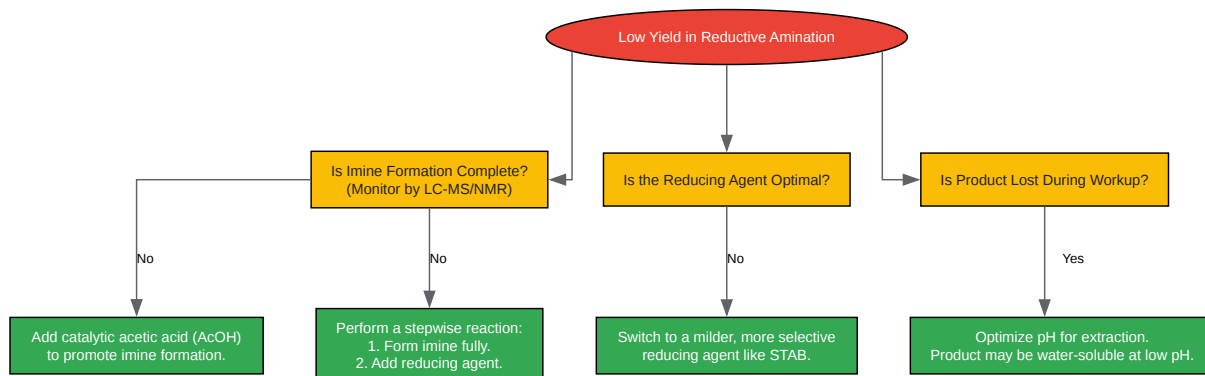 Low Yield in Reductive Amination
Is Imine Formation Complete?
(Monitor by LC-MS/NMR)
Is the Reducing Agent Optimal?
Is Product Lost During Workup?
No
No
No
Yes
Add catalytic acetic acid (AcOH)
to promote imine formation.
Perform a stepwise reaction:
1. Form imine fully.
2. Add reducing agent.
Switch to a milder, more selective
reducing agent like STAB.
Optimize pH for extraction.
Product may be water-soluble at low pH.